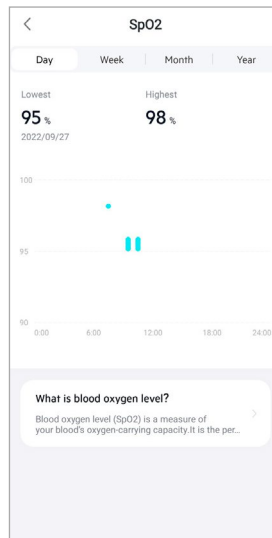 SpO2
Day Week Month Year
Lowest Highest
95 % 98 %
2022/09/27
100
95
90
0:00 6:00 12:00 18:00 24:00
What is blood oxygen level?
Blood oxygen level (SpO2) is a measure of
your blood's oxygen-carrying capacity.It is the per...